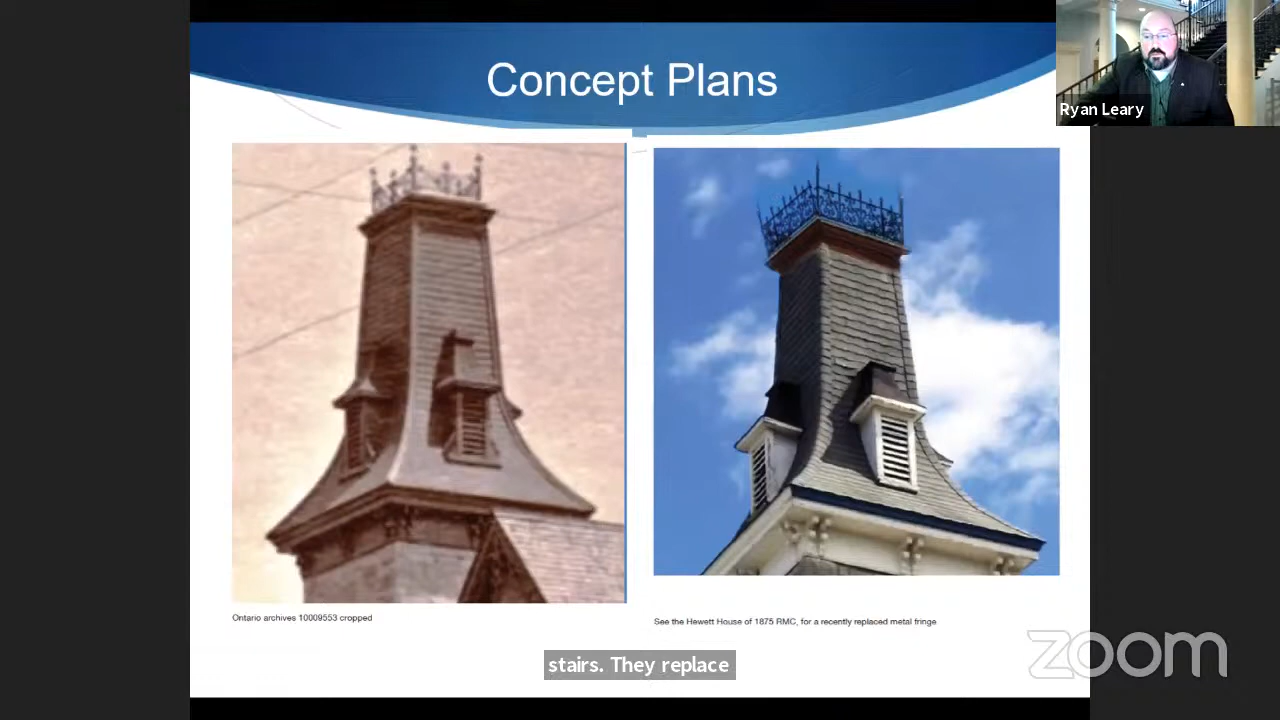 Concept Plans
Ryan Leary
Ontario archives 10009553 cropped
See the Hewett House of 1875 RMC, for a recently replaced metal fringe
stairs. They replace
zoom